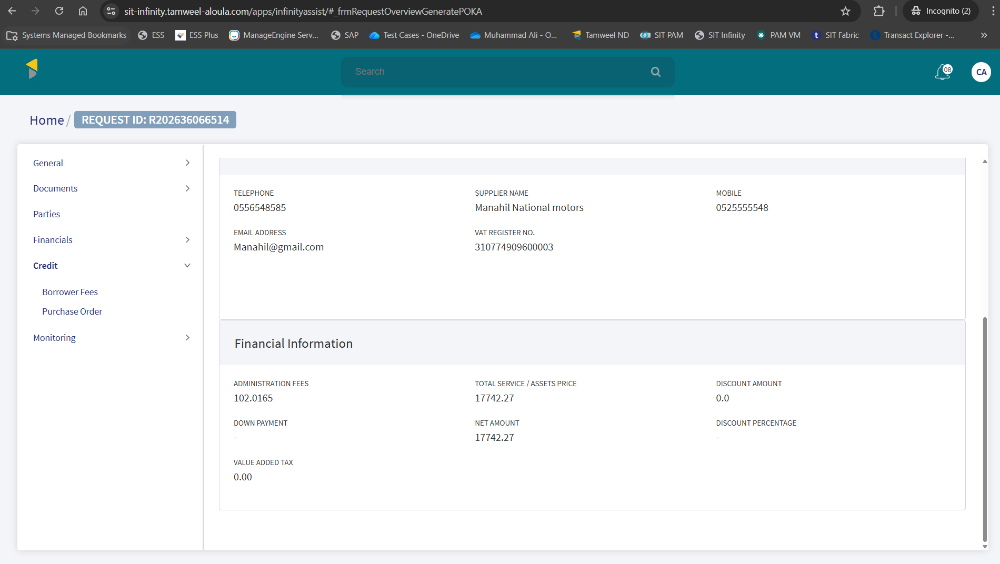 sit-infinity.tamweel-aloula.com/apps/infinityassist/#_frmRequestOverviewGeneratePOKA
Incognito (2)
Systems Managed Bookmarks
ESS
ESS Plus
ManageEngine Serv...
SAP
Test Cases - OneDrive
Muhammad Ali - O...
Tamweel ND
SIT PAM
SIT Infinity
PAM VM
t
SIT Fabric
t
Transact Explorer -...
Search
08
CA
Home / REQUEST ID: R202636066514
General
Documents
Parties
Financials
Credit
Borrower Fees
Purchase Order
Monitoring
TELEPHONE
0556548585
SUPPLIER NAME
Manahil National motors
MOBILE
0525555548
EMAIL ADDRESS
Manahil@gmail.com
VAT REGISTER NO.
310774909600003
Financial Information
ADMINISTRATION FEES
102.0165
TOTAL SERVICE / ASSETS PRICE
17742.27
DISCOUNT AMOUNT
0.0
DOWN PAYMENT
-
NET AMOUNT
17742.27
DISCOUNT PERCENTAGE
-
VALUE ADDED TAX
0.00